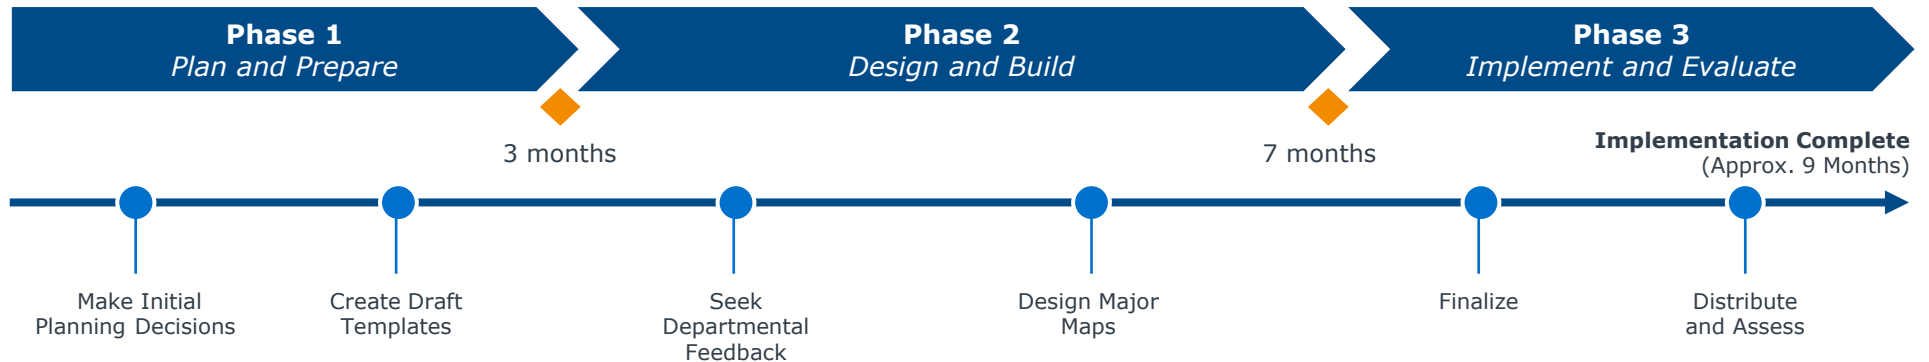 Phase 1
Plan and Prepare
Phase 2
Design and Build
Phase 3
Implement and Evaluate
3 months
7 months
Implementation Complete
(Approx. 9 Months)
Make Initial
Planning Decisions
Create Draft
Templates
Seek
Departmental
Feedback
Design Major
Maps
Finalize
Distribute
and Assess